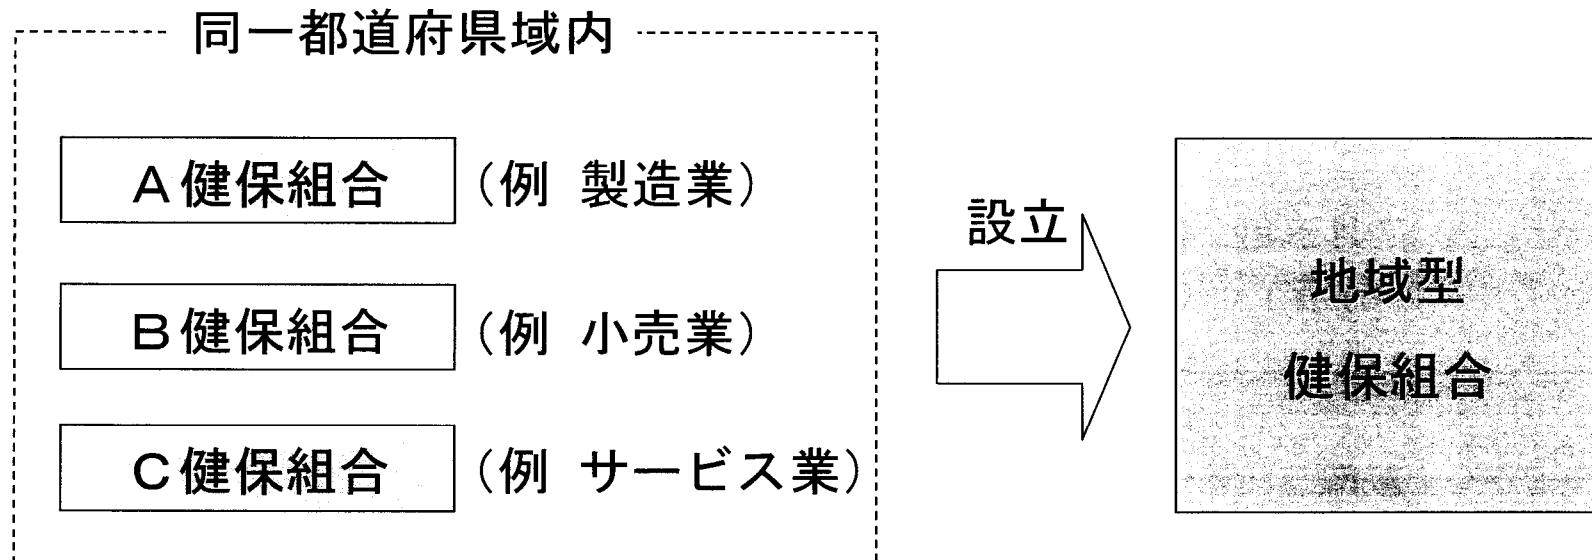 同一都道府県域内
A健保組合 (例 製造業)
B健保組合 (例 小売業)
C健保組合 (例 サービス業)
設立
地域型
健保組合